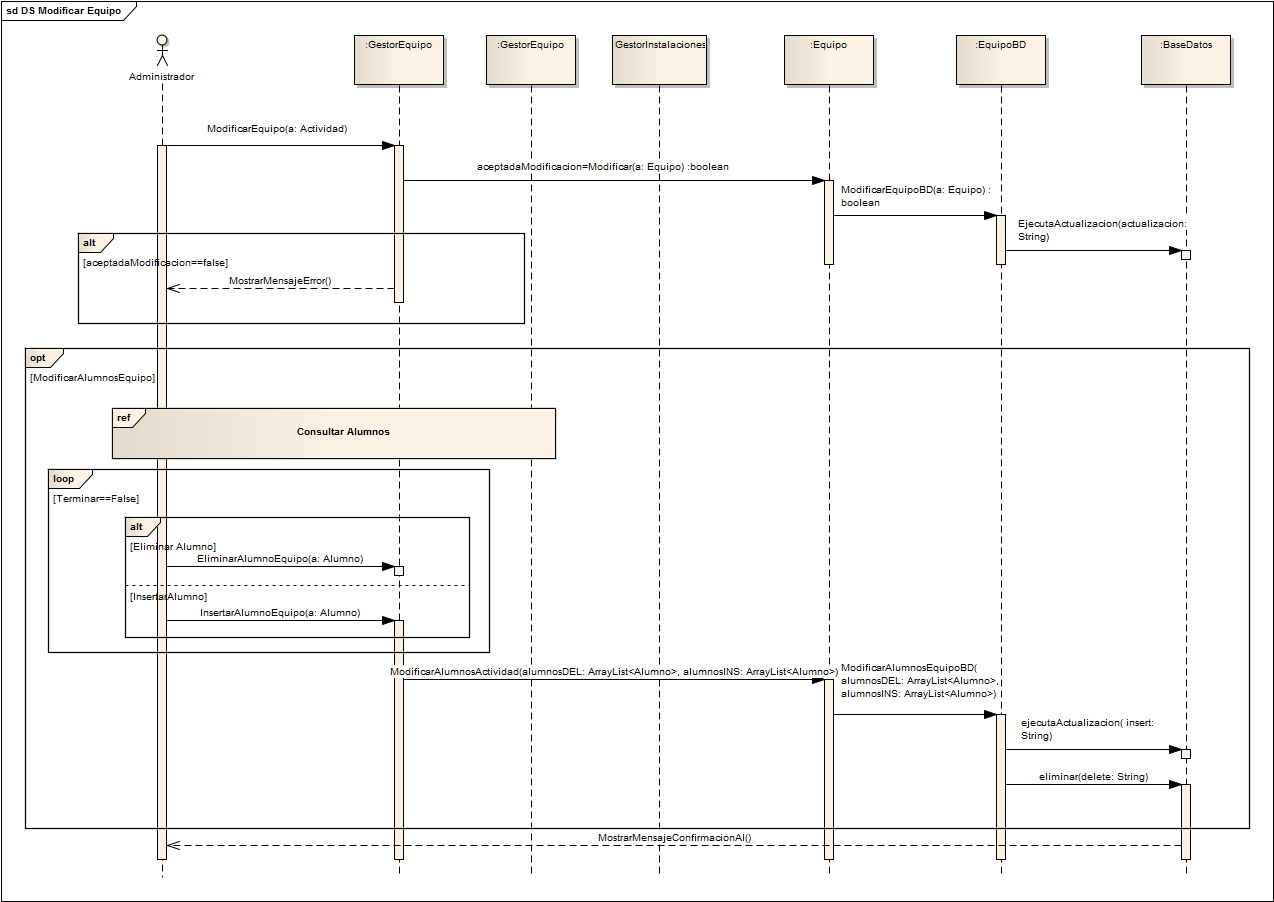 sd DS Modificar Equipo
Administrador
:GestorEquipo
:GestorEquipo
GestorInstalaciones
:Equipo
:EquipoBD
:BaseDatos
ModificarEquipo(a: Actividad)
aceptadaModificacion=Modificar(a: Equipo) :boolean
ModificarEquipoBD(a: Equipo) :
boolean
EjecutaActualizacion(actualizacion:
String)
alt
[aceptadaModificacion==false]
MostrarMensajeError()
opt
[ModificarAlumnosEquipo]
ref
Consultar Alumnos
loop
[Terminar==False]
alt
[Eliminar Alumno]
EliminarAlumnoEquipo(a: Alumno)
[InsertarAlumno]
InsertarAlumnoEquipo(a: Alumno)
ModificarAlumnosActividad(alumnosDEL: ArrayList<Alumno>, alumnosINS: ArrayList<Alumno>)
ModificarAlumnosEquipoBD(
alumnosDEL: ArrayList<Alumno>,
alumnosINS: ArrayList<Alumno>)
ejecutaActualizacion( insert:
String)
eliminar(delete: String)
MostrarMensajeConfirmacionAl()